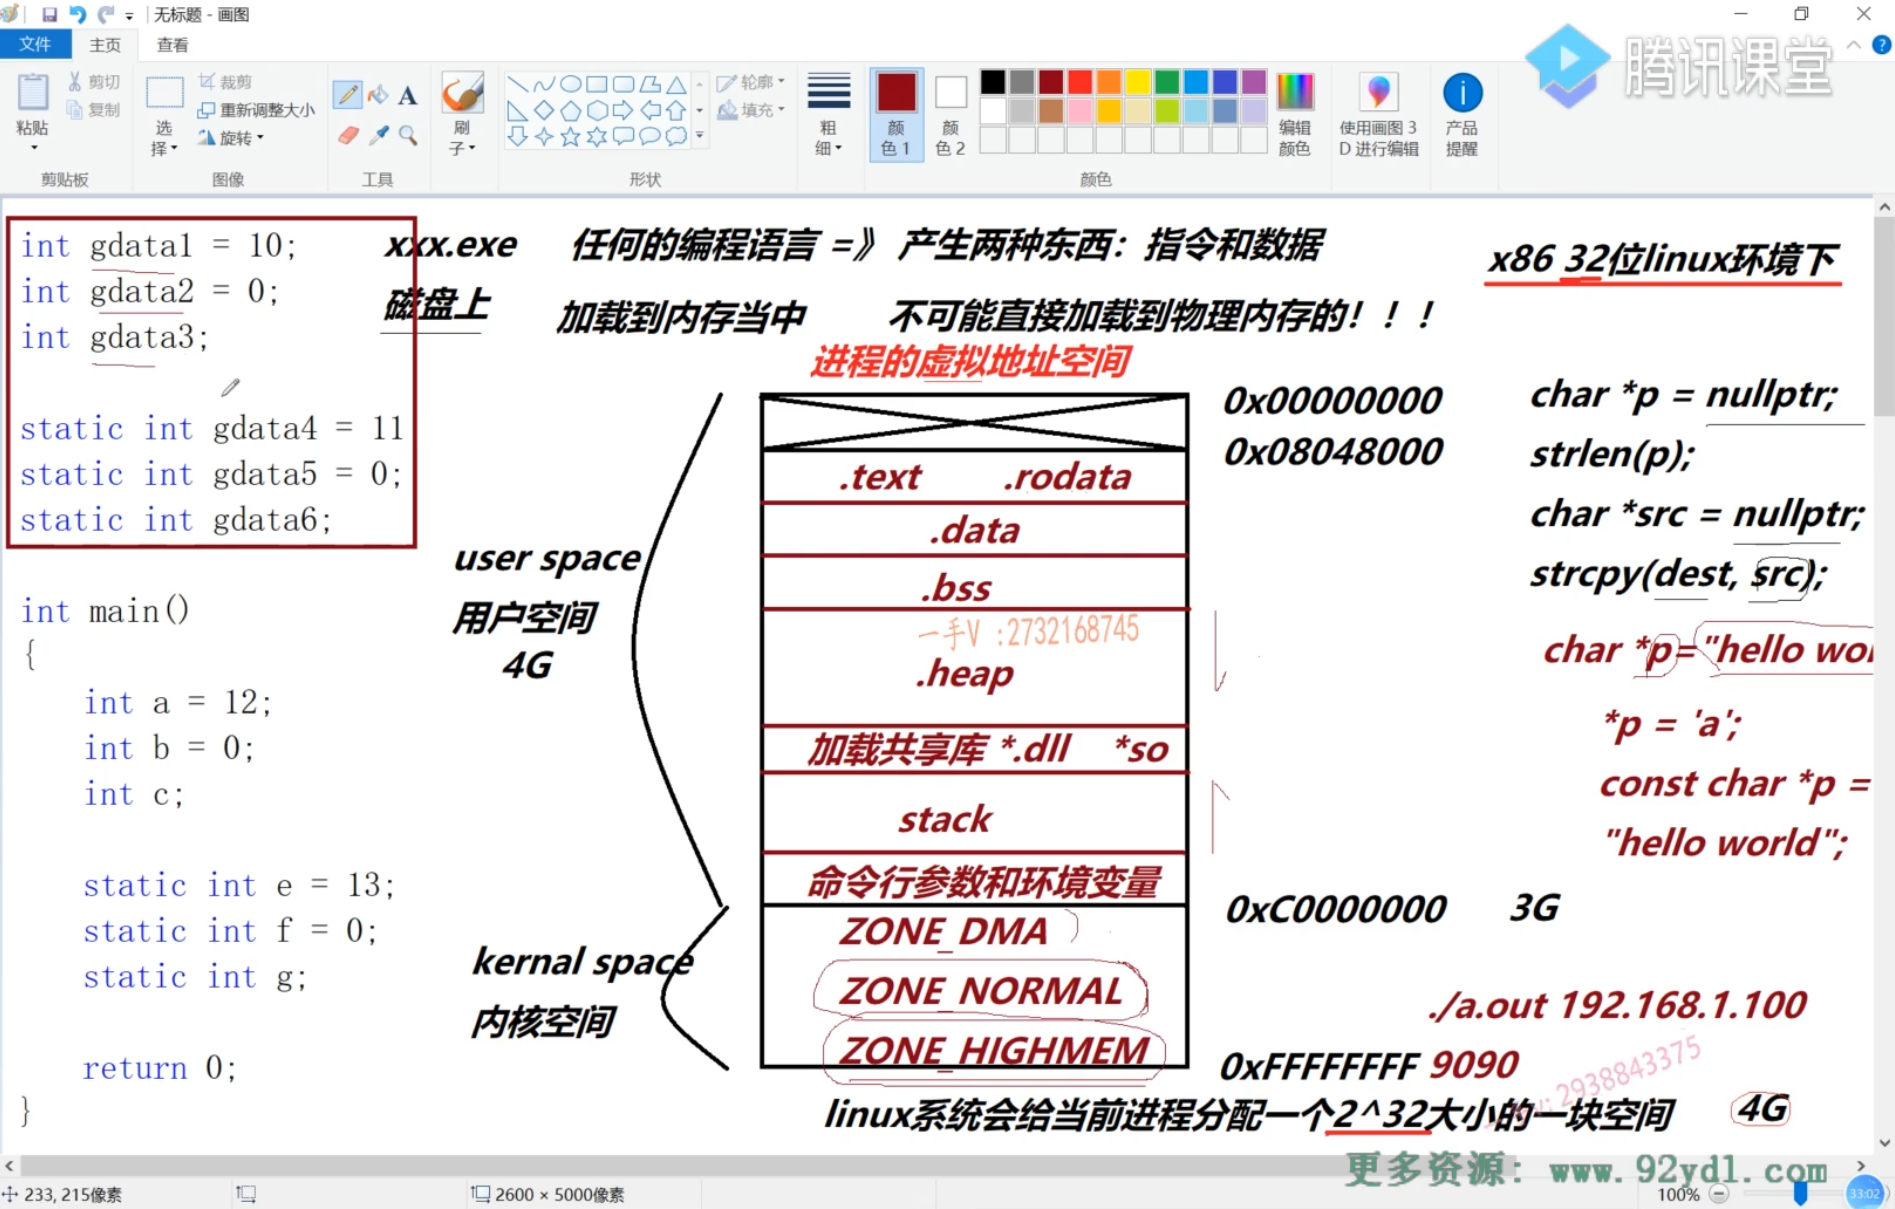 无标题 - 画图
文件 主页 查看
粘贴
剪切
复制
剪贴板
选择
裁剪
重新调整大小
旋转
图像
A
工具
刷子
轮廓
填充
形状
粗细
颜色 1
颜色 2
编辑颜色
颜色
使用画图 3D 进行编辑
产品提醒
腾讯课堂
int gdata1 = 10;
int gdata2 = 0;
int gdata3;
static int gdata4 = 11
static int gdata5 = 0;
static int gdata6;
int main()
{
int a = 12;
int b = 0;
int c;
static int e = 13;
static int f = 0;
static int g;
return 0;
}
xxx.exe
磁盘上
任何的编程语言 =》 产生两种东西：指令和数据
加载到内存当中
不可能直接加载到物理内存的！！！
x86 32位linux环境下
进程的虚拟地址空间
0x00000000
0x08048000
.text .rodata
.data
.bss
一手V :2732168745
.heap
加载共享库 *.dll *so
stack
命令行参数和环境变量
ZONE_DMA
ZONE_NORMAL
ZONE_HIGHMEM
user space
用户空间
4G
kernal space
内核空间
0xC0000000 3G
0xFFFFFFFF 9090
./a.out 192.168.1.100
linux系统会给当前进程分配一个2^32大小的一块空间
4G
char *p = nullptr;
strlen(p);
char *src = nullptr;
strcpy(dest, src);
char *p="hello wor
*p = 'a';
const char *p =
"hello world";
2938843375
更多资源：www.92ydl.com
233, 215像素
2600 × 5000像素
100%
33:02